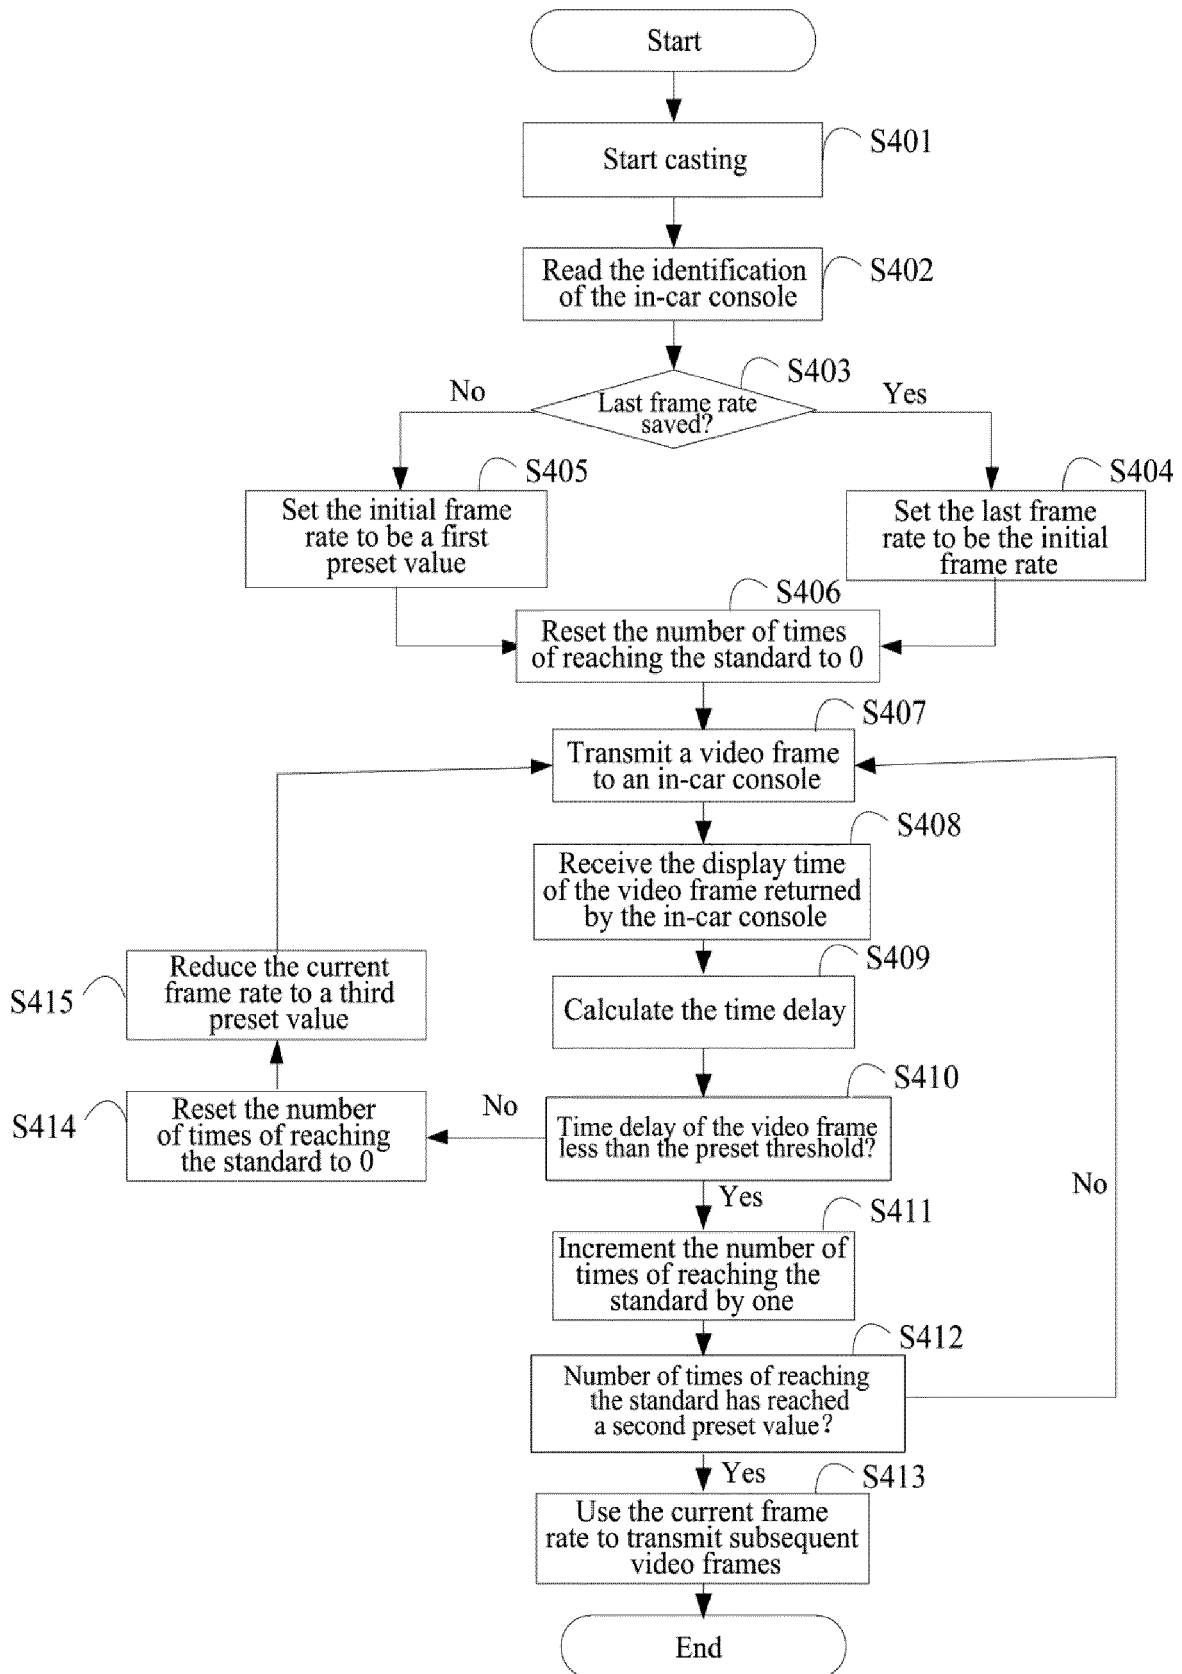 Start
S401
Start casting
S402
Read the identification
of the in-car console
S403
No
Yes
Last frame rate
saved?
S405
S404
Set the initial frame
rate to be a first
preset value
Set the last frame
rate to be the initial
frame rate
S406
Reset the number of times
of reaching the standard to 0
S407
Transmit a video frame
to an in-car console
S408
Receive the display time
of the video frame returned
by the in-car console
S409
Reduce the current
frame rate to a third
preset value
S415
Calculate the time delay
S410
S414
Reset the number
of times of reaching
the standard to 0
No
Time delay of the video frame
less than the preset threshold?
No
Yes
S411
Increment the number of
times of reaching the
standard by one
S412
Number of times of reaching
the standard has reached
a second preset value?
Yes
S413
Use the current frame
rate to transmit subsequent
video frames
End